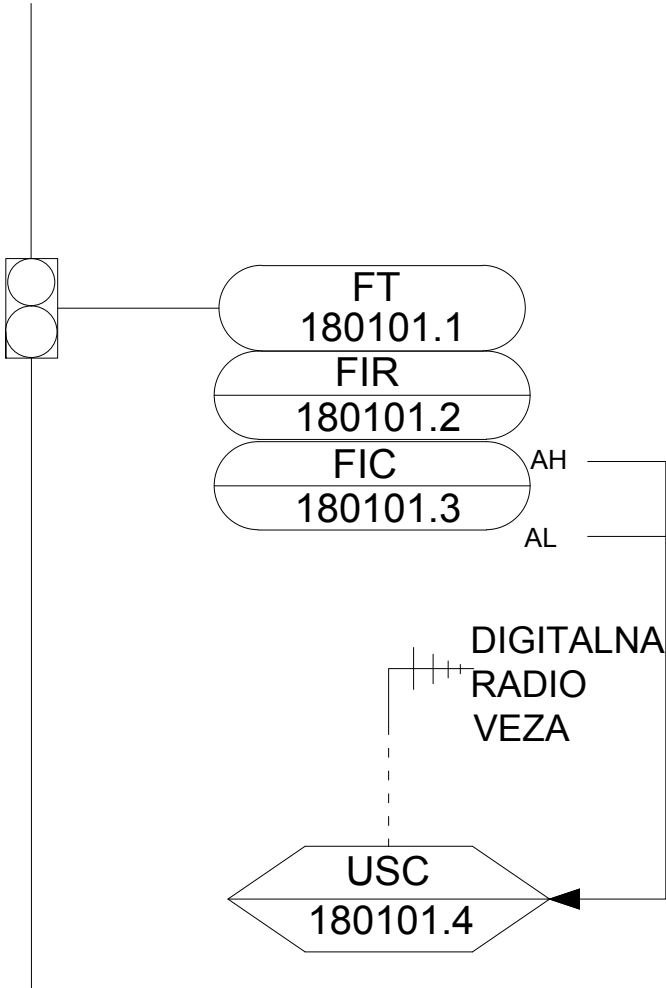 FT
180101.1
FIR
180101.2
FIC
180101.3
AH
AL
DIGITALNA
RADIO
VEZA
USC
180101.4